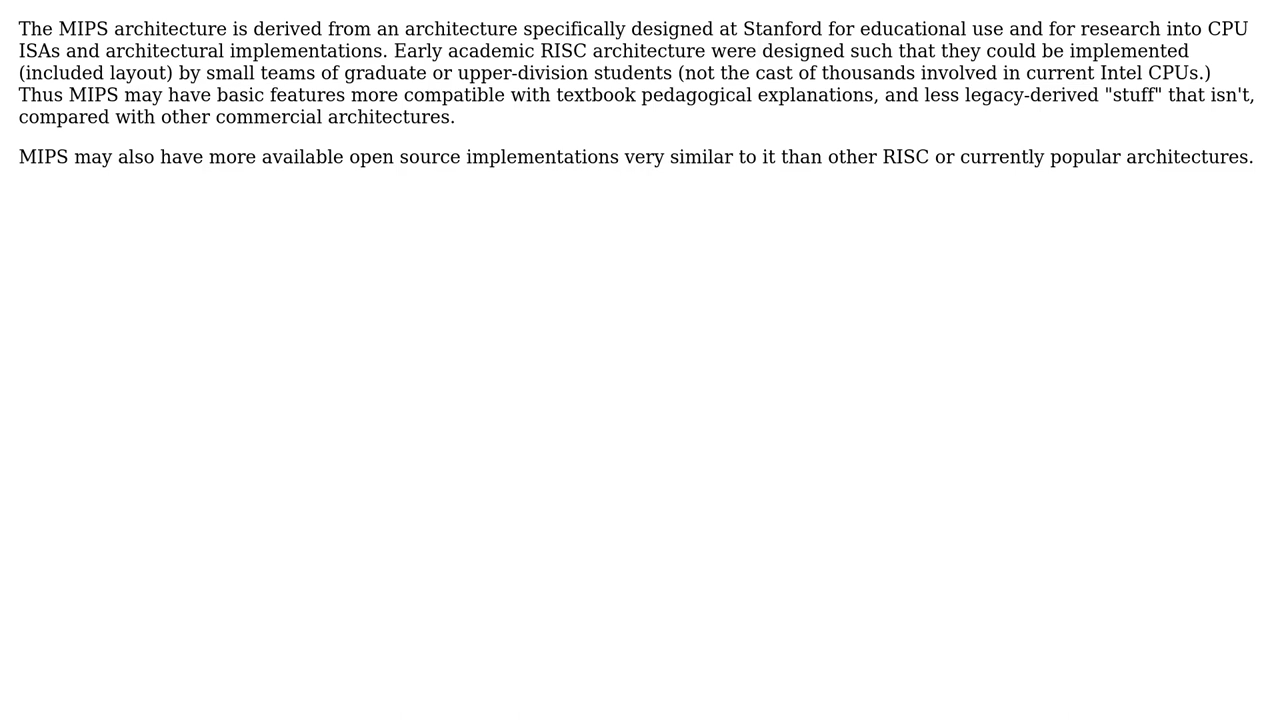 The MIPS architecture is derived from an architecture specifically designed at Stanford for educational use and for research into CPU
ISAs and architectural implementations. Early academic RISC architecture were designed such that they could be implemented
(included layout) by small teams of graduate or upper-division students (not the cast of thousands involved in current Intel CPUs.)
Thus MIPS may have basic features more compatible with textbook pedagogical explanations, and less legacy-derived "stuff" that isn't,
compared with other commercial architectures.
MIPS may also have more available open source implementations very similar to it than other RISC or currently popular architectures.